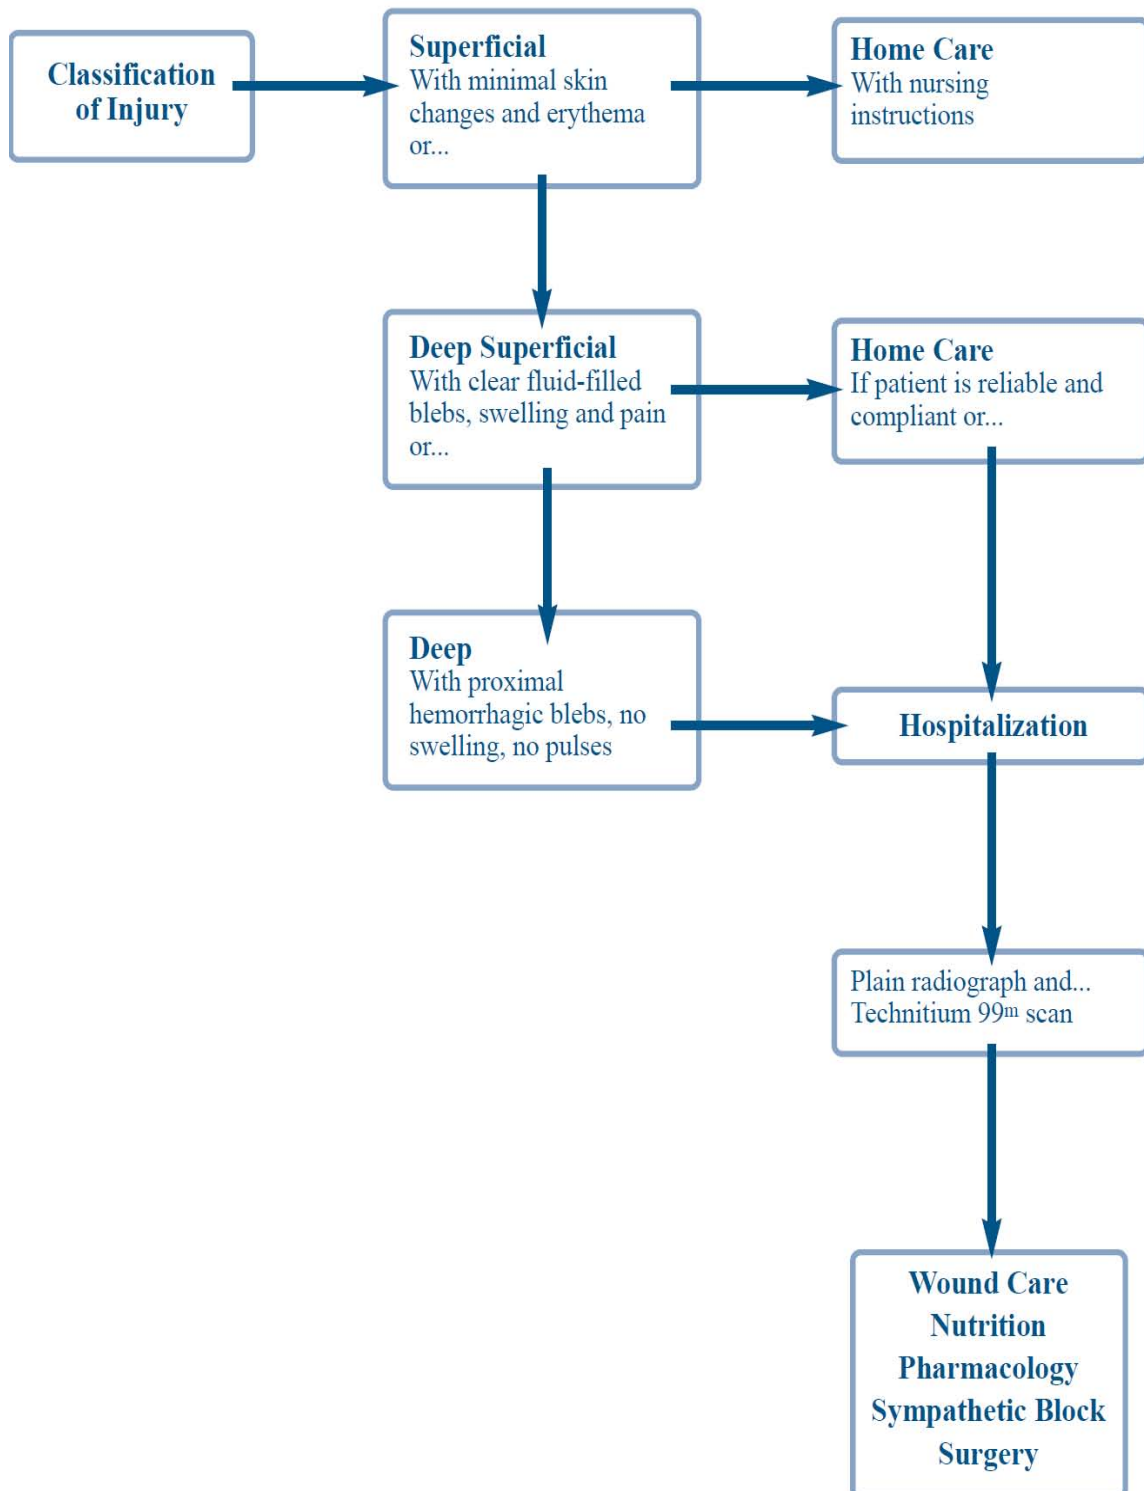 Classification
of Injury
Superficial
With minimal skin
changes and erythema
or...
Home Care
With nursing
instructions
Deep Superficial
With clear fluid-filled
blebs, swelling and pain
or...
Home Care
If patient is reliable and
compliant or...
Deep
With proximal
hemorrhagic blebs, no
swelling, no pulses
Hospitalization
Plain radiograph and...
Technitium 99ᵐ scan
Wound Care
Nutrition
Pharmacology
Sympathetic Block
Surgery